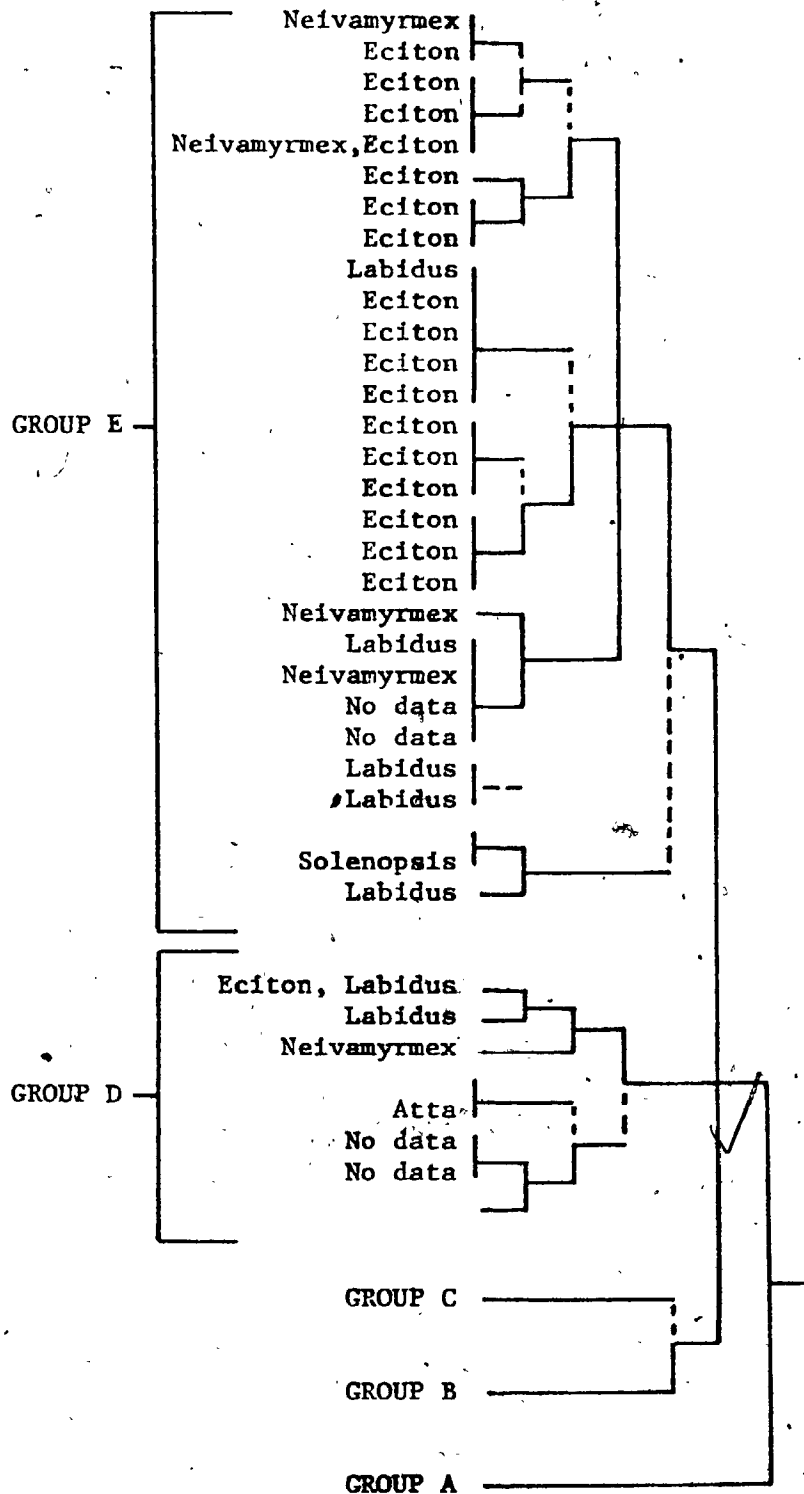 Neivamyrmex
Eciton
Eciton
Eciton
Neivamyrmex,Eciton
Eciton
Eciton
Eciton
Labidus
Eciton
Eciton
Eciton
Eciton
GROUP E
Eciton
Eciton
Eciton
Eciton
Eciton
Eciton
Neivamyrmex
Labidus
Neivamyrmex
No data
No data
Labidus
Labidus
Solenopsis
Labidus
Eciton, Labidus
Labidus
Neivamyrmex
GROUP D
Atta
No data
No data
GROUP C
GROUP B
GROUP A